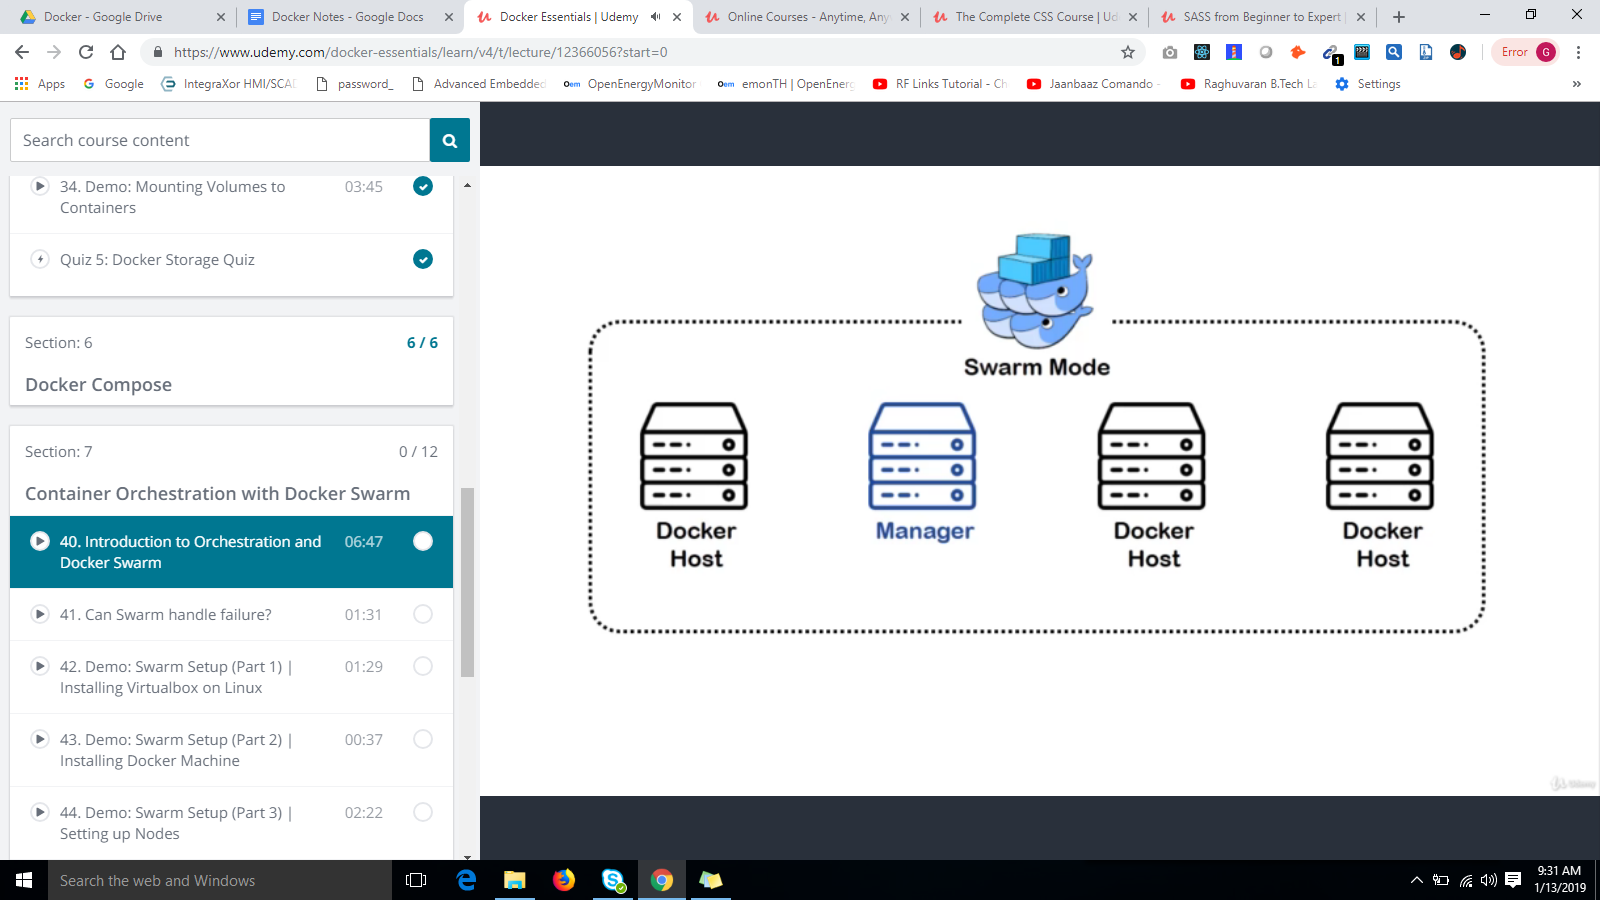 Docker - Google Drive
Docker Notes - Google Docs
Docker Essentials | Udemy
Online Courses - Anytime, Any
The Complete CSS Course | Ud
SASS from Beginner to Expert |
https://www.udemy.com/docker-essentials/learn/v4/t/lecture/12366056?start=0
1
Error
G
Apps
Google
IntegraXor HMI/SCAD
password_
Advanced Embedded
OpenEnergyMonitor
emonTH | OpenEnerg
RF Links Tutorial - Ch
Jaanbaaz Comando -
Raghuvaran B.Tech La
Settings
»
Search course content
34. Demo: Mounting Volumes to
Containers
03:45
Quiz 5: Docker Storage Quiz
Section: 6
6 / 6
Docker Compose
Section: 7
0 / 12
Container Orchestration with Docker Swarm
40. Introduction to Orchestration and
Docker Swarm
06:47
41. Can Swarm handle failure?
01:31
42. Demo: Swarm Setup (Part 1) |
Installing Virtualbox on Linux
01:29
43. Demo: Swarm Setup (Part 2) |
Installing Docker Machine
00:37
44. Demo: Swarm Setup (Part 3) |
Setting up Nodes
02:22
Swarm Mode
Docker
Host
Manager
Docker
Host
Docker
Host
Udemy
Search the web and Windows
9:31 AM
1/13/2019